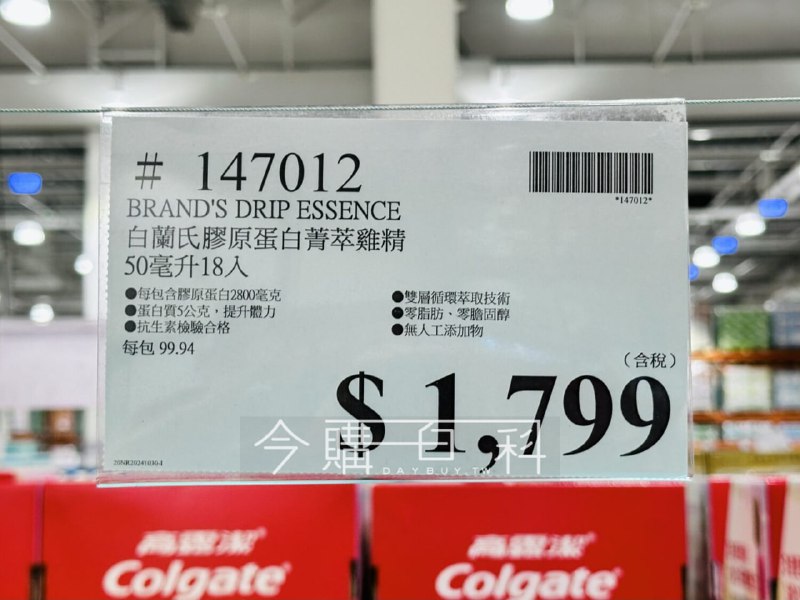 # 147012
*147012*
BRAND'S DRIP ESSENCE
白蘭氏膠原蛋白菁萃雞精
50毫升18入
●每包含膠原蛋白2800毫克
●蛋白質5公克，提升體力
●抗生素檢驗合格
每包 99.94
●雙層循環萃取技術
●零脂肪、零膽固醇
●無人工添加物
（含稅）
$ 1,799
今購百科
DAYBUY.TW
高露潔
Colgate
高露潔
Colgate